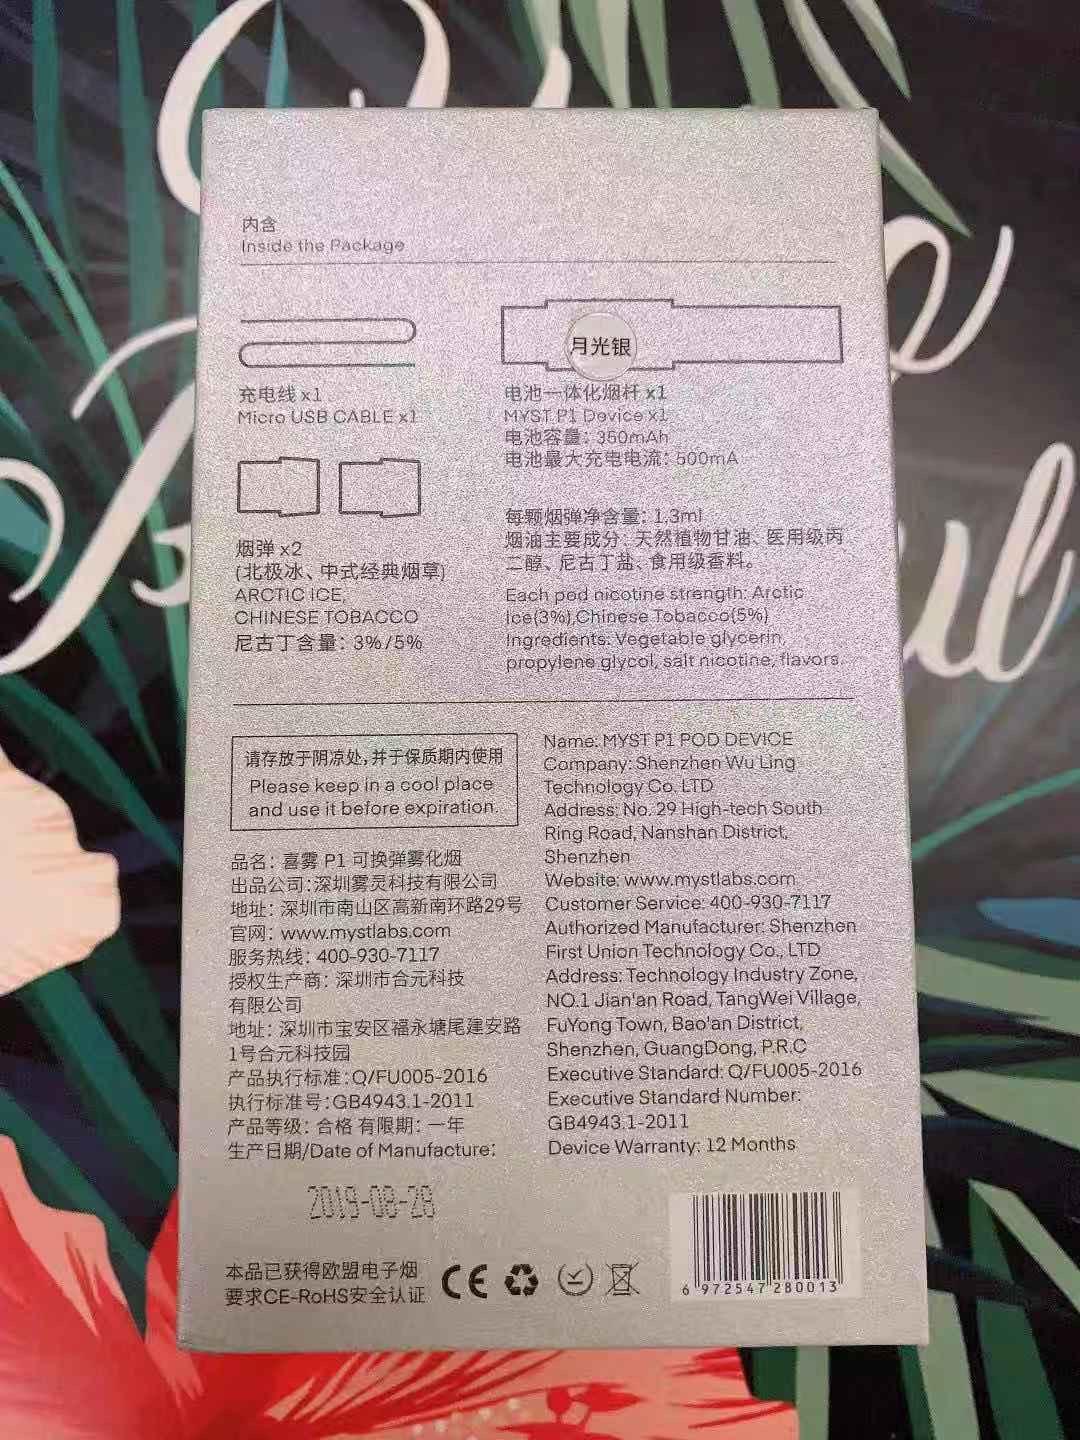 内含
Inside the Package
月光银
充电线 x1
Micro USB CABLE x1
电池一体化烟杆 x1
MYST P1 Device x1
电池容量：350mAh
电池最大充电电流：500mA
烟弹 x2
(北极冰、中式经典烟草)
ARCTIC ICE,
CHINESE TOBACCO
尼古丁含量：3%/5%
每颗烟弹净含量：1.3ml
烟油主要成分：天然植物甘油、医用级丙
二醇、尼古丁盐、食用级香料。
Each pod nicotine strength: Arctic
Ice(3%),Chinese Tobacco(5%)
Ingredients: Vegetable glycerin,
propylene glycol, salt nicotine, flavors.
请存放于阴凉处，并于保质期内使用
Please keep in a cool place
and use it before expiration.
品名：喜雾 P1 可换弹雾化烟
出品公司：深圳雾灵科技有限公司
地址：深圳市南山区高新南环路29号
官网：www.mystlabs.com
服务热线：400-930-7117
授权生产商：深圳市合元科技
有限公司
地址：深圳市宝安区福永塘尾建安路
1号合元科技园
产品执行标准：Q/FU005-2016
执行标准号：GB4943.1-2011
产品等级：合格 有限期：一年
生产日期/Date of Manufacture:
2019-08-28
本品已获得欧盟电子烟
要求CE-RoHS安全认证
CE
Name: MYST P1 POD DEVICE
Company: Shenzhen Wu Ling
Technology Co. LTD
Address: No. 29 High-tech South
Ring Road, Nanshan District,
Shenzhen
Website: www.mystlabs.com
Customer Service: 400-930-7117
Authorized Manufacturer: Shenzhen
First Union Technology Co., LTD
Address: Technology Industry Zone,
NO.1 Jian'an Road, TangWei Village,
FuYong Town, Bao'an District,
Shenzhen, GuangDong, P.R.C
Executive Standard: Q/FU005-2016
Executive Standard Number:
GB4943.1-2011
Device Warranty: 12 Months
6 972547 280013